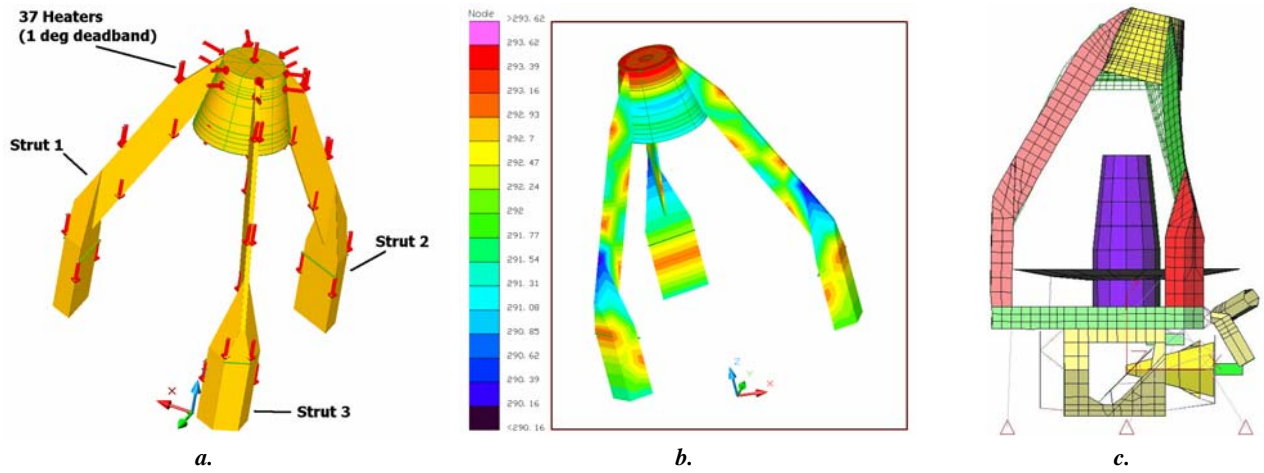 37 Heaters
(1 deg deadband)
Strut 1
Strut 2
Strut 3
X
a.
Node
>293. 62
293. 62
293. 39
293. 16
292. 93
292. 7
292. 47
292. 24
292
291. 77
291. 54
291. 31
291. 08
290. 85
290. 62
290. 39
290. 16
<290. 16
Z
Y
X
b.
c.